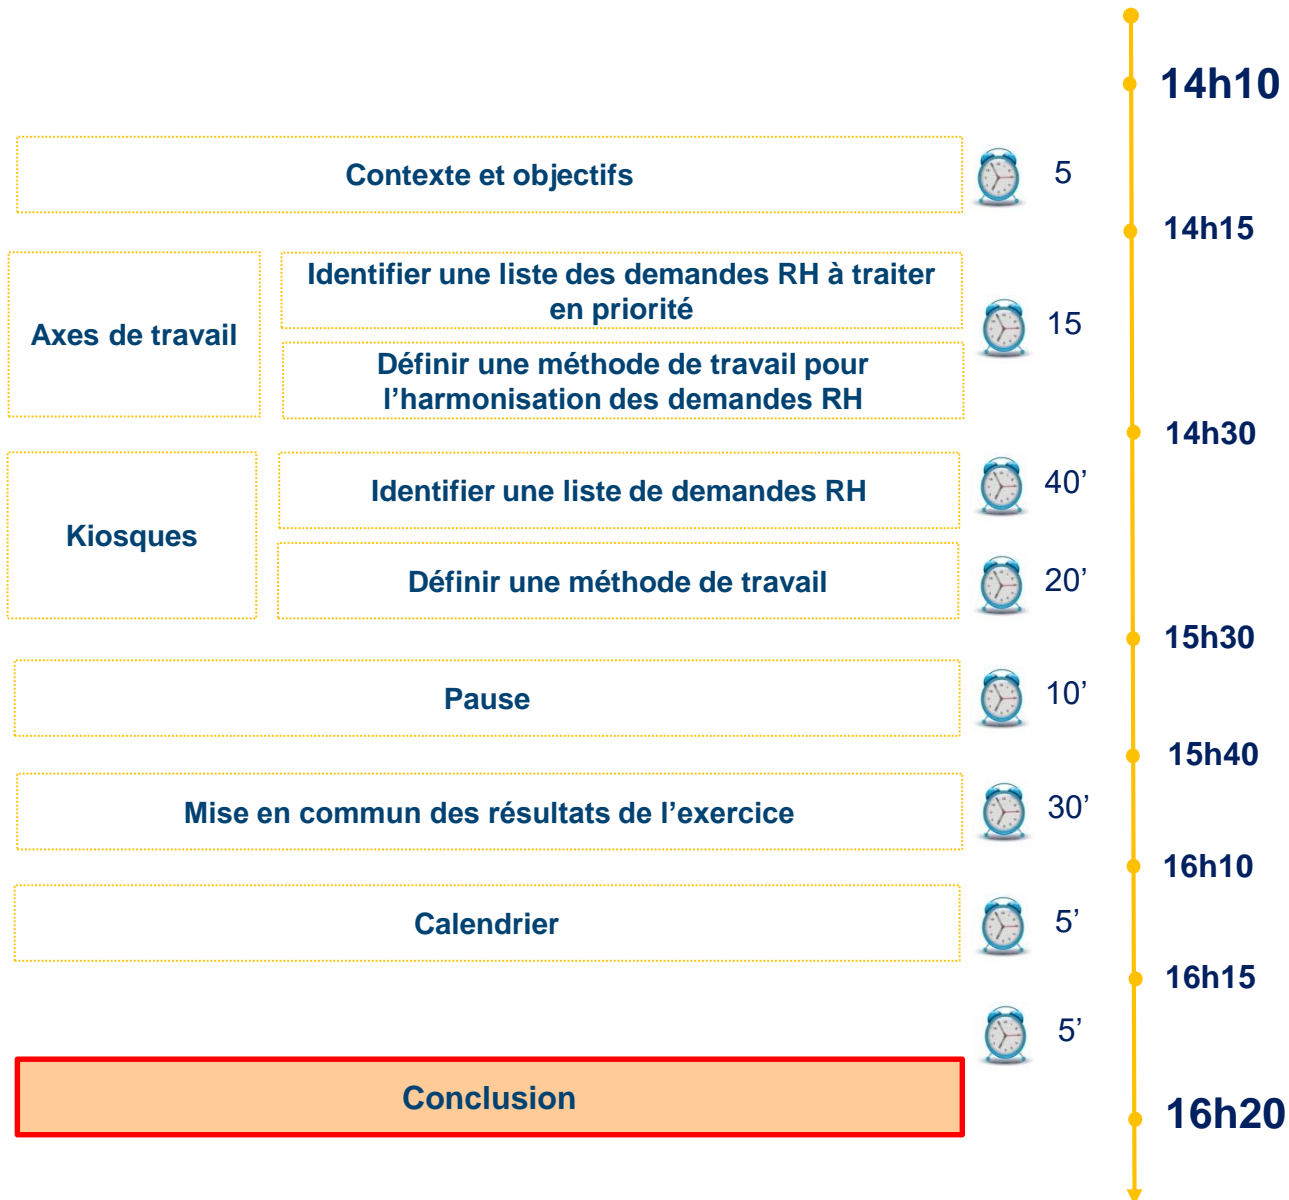 14h10
Contexte et objectifs
5
14h15
Axes de travail
Identifier une liste des demandes RH à traiter
en priorité
15
Définir une méthode de travail pour
l’harmonisation des demandes RH
14h30
Kiosques
Identifier une liste de demandes RH
40’
Définir une méthode de travail
20’
15h30
Pause
10’
15h40
Mise en commun des résultats de l’exercice
30’
16h10
Calendrier
5’
16h15
5’
Conclusion
16h20